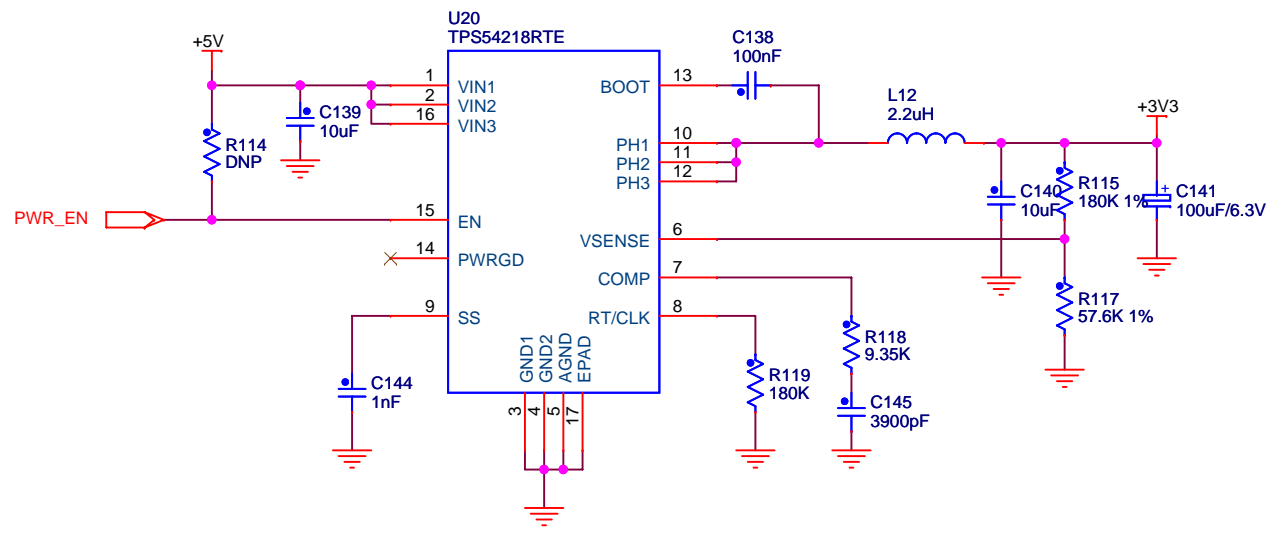 U20
TPS54218RTE
+5V
C138
100nF
1
VIN1
2
VIN2
16
VIN3
BOOT
13
L12
2.2uH
+3V3
C139
10uF
R114
DNP
PH1
10
PH2
11
PH3
12
PWR_EN
15
EN
14
PWRGD
9
SS
VSENSE
6
COMP
7
RT/CLK
8
C140
10uF
R115
180K 1%
+
C141
100uF/6.3V
R117
57.6K 1%
R118
9.35K
R119
180K
C145
3900pF
C144
1nF
GND1
GND2
AGND
EPAD
3
4
5
17